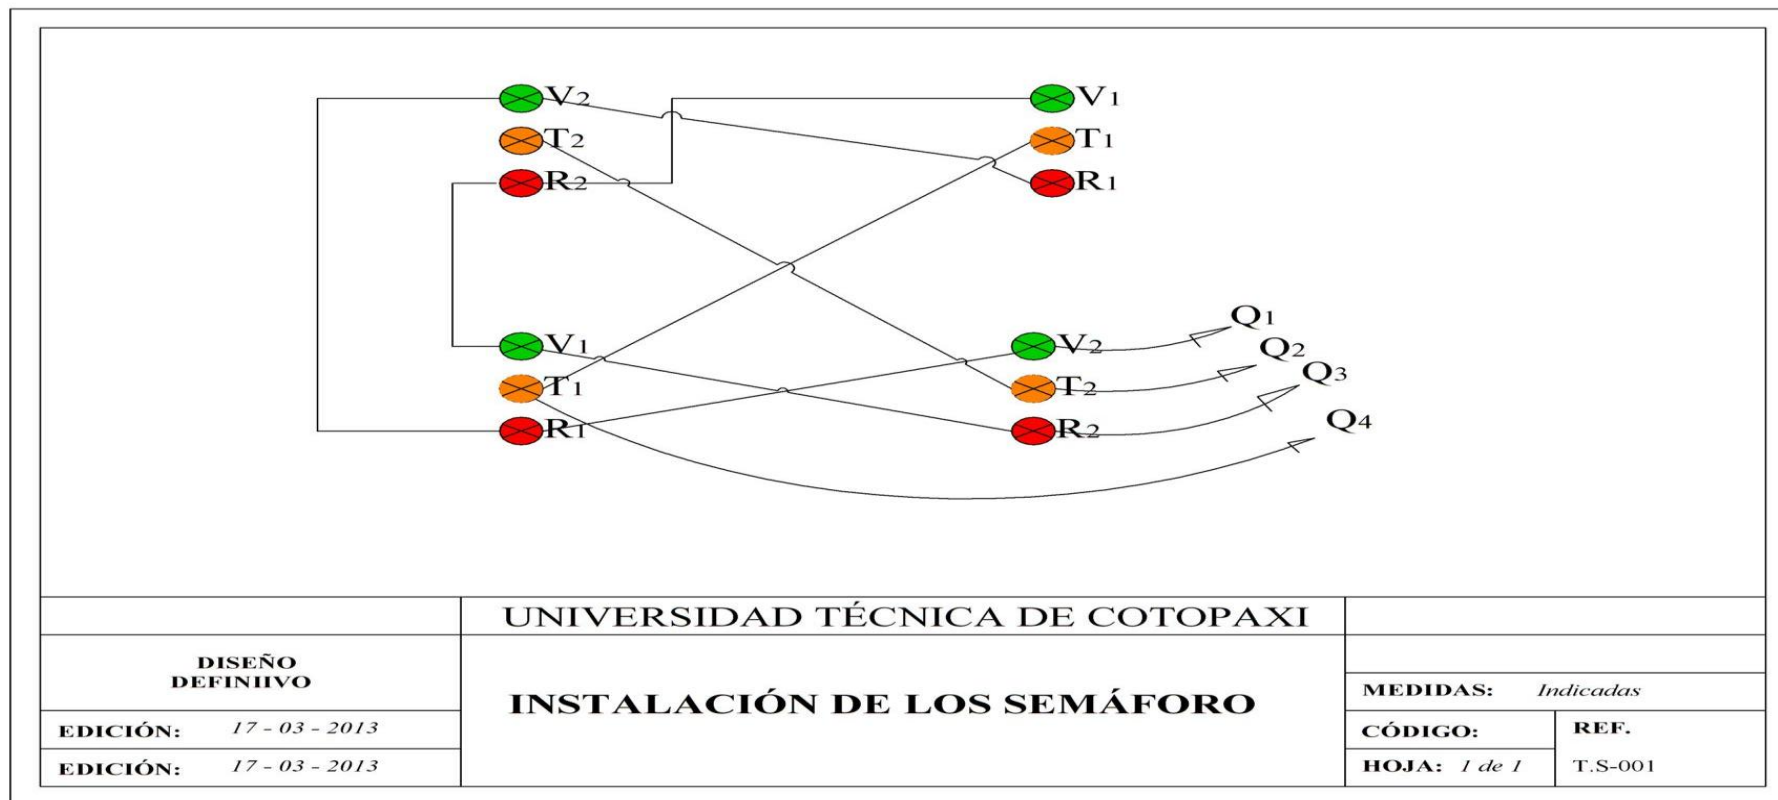 V2 V1
T2 T1
R2 R1
Q1
V1 V2 Q2
Q3
T1 T2
R1 R2 Q4
UNIVERSIDAD TÉCNICA DE COTOPAXI
DISEÑO
DEFINIIVO
INSTALACIÓN DE LOS SEMÁFORO
MEDIDAS: Indicadas
EDICIÓN: 17 - 03 - 2013
CÓDIGO: REF.
EDICIÓN: 17 - 03 - 2013
HOJA: 1 de 1 T.S-001